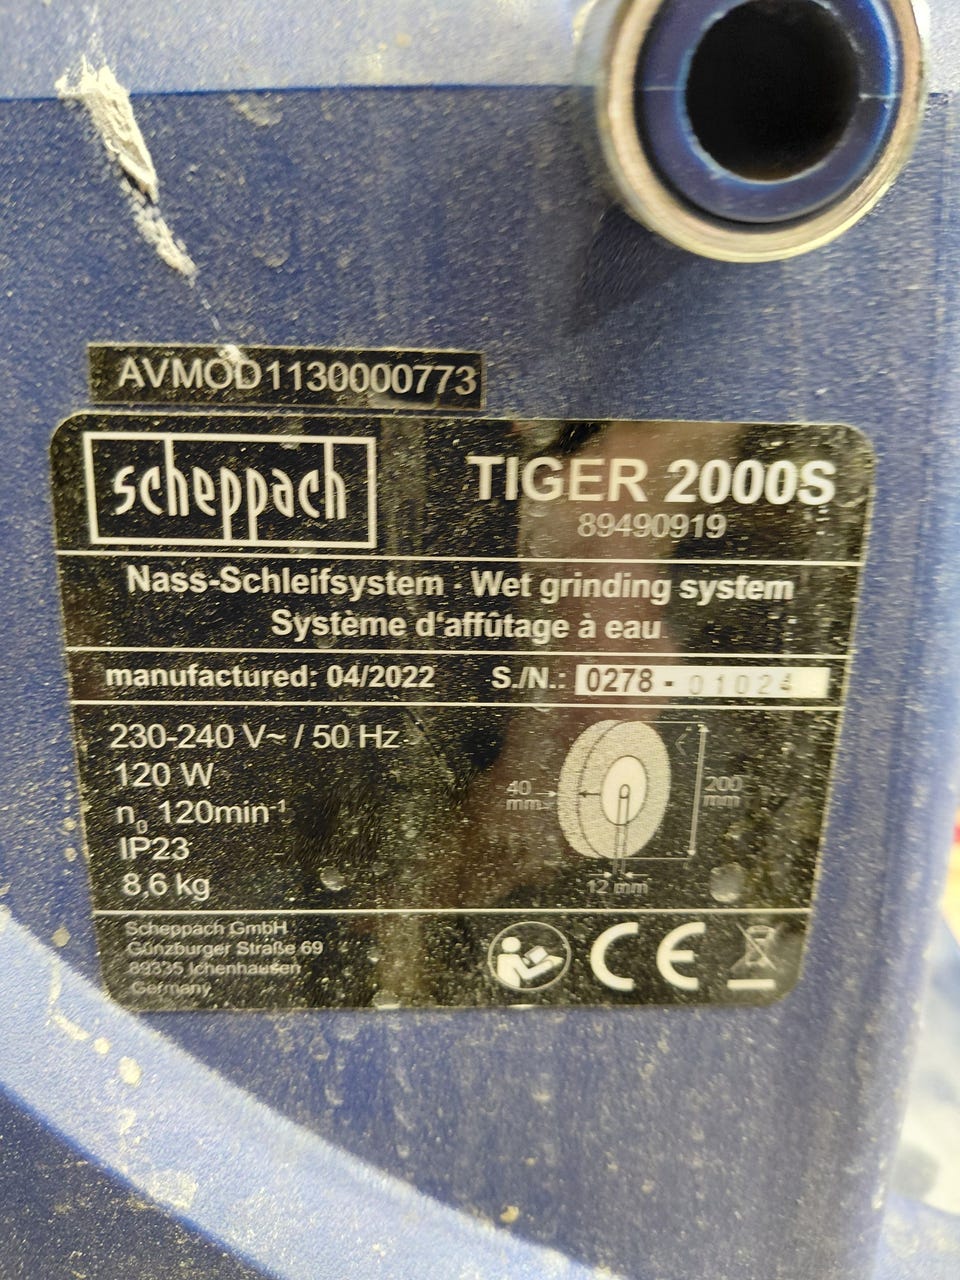 AVMOD1130000773
scheppach
TIGER 2000S
89490919
Nass-Schleifsystem · Wet grinding system
Système d'affûtage à eau
manufactured: 04/2022 S./N.: 0278 - 01024
230-240 V~ / 50 Hz
120 W
n₀ 120min⁻¹
IP23
8,6 kg
40
mm
200
mm
12 mm
Scheppach GmbH
Günzburger Straße 69
89335 Ichenhausen
Germany
CE